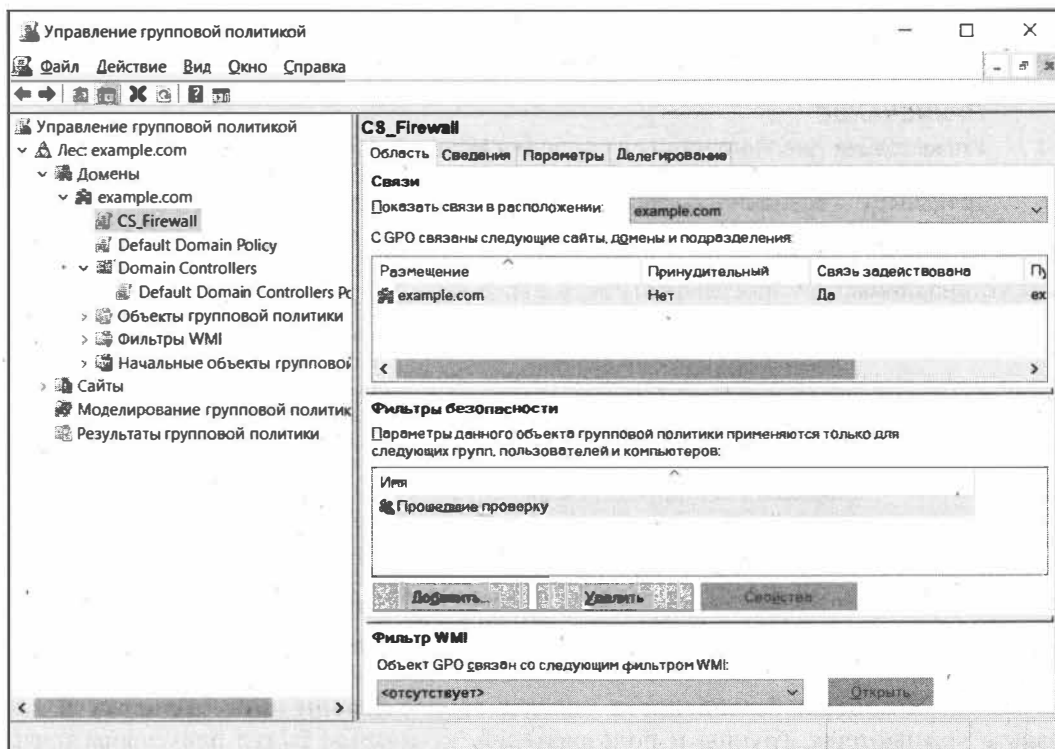 Управление групповой политикой
Файл Действие Вид Окно Справка
Управление групповой политикой
Лес: example.com
Домены
example.com
CS_Firewall
Default Domain Policy
Domain Controllers
Default Domain Controllers Po
Объекты групповой политики
Фильтры WMI
Начальные объекты групповой
Сайты
Моделирование групповой политик
Результаты групповой политики
CS_Firewall
Область Сведения Параметры Делегирование
Связи
Показать связи в расположении: example.com
С GPO связаны следующие сайты, домены и подразделения:
Размещение Принудительный Связь задействована Пу
example.com Нет Да ex
Фильтры безопасности
Параметры данного объекта групповой политики применяются только для
следующих групп, пользователей и компьютеров:
Имя
Прошедшие проверку
Добавить... Удалить Свойства
Фильтр WMI
Объект GPO связан со следующим фильтром WMI:
<отсутствует> Открыть